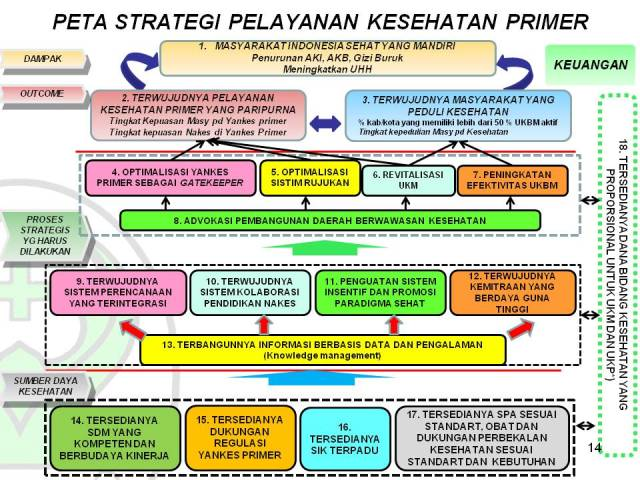 PETA STRATEGI PELAYANAN KESEHATAN PRIMER
DAMPAK
1. MASYARAKAT INDONESIA SEHAT YANG MANDIRI
Penurunan AKI, AKB, Gizi Buruk
Meningkatkan UHH
KEUANGAN
OUTCOME
2. TERWUJUDNYA PELAYANAN
KESEHATAN PRIMER YANG PARIPURNA
Tingkat Kepuasan Masy pd Yankes primer
Tingkat kepuasan Nakes di Yankes Primer
3. TERWUJUDNYA MASYARAKAT YANG
PEDULI KESEHATAN
% kab/kota yang memiliki lebih dari 50 % UKBM aktif
Tingkat kepedulian Masy pd Kesehatan
4. OPTIMALISASI YANKES
PRIMER SEBAGAI GATEKEEPER
5. OPTIMALISASI
SISTIM RUJUKAN
6. REVITALISASI
UKM
7. PENINGKATAN
EFEKTIVITAS UKBM
8. ADVOKASI PEMBANGUNAN DAERAH BERWAWASAN KESEHATAN
PROSES
STRATEGIS
YG HARUS
DILAKUKAN
9. TERWUJUDNYA
SISTEM PERENCANAAN
YANG TERINTEGRASI
10. TERWUJUDNYA
SISTEM KOLABORASI
PENDIDIKAN NAKES
11. PENGUATAN SISTEM
INSENTIF DAN PROMOSI
PARADIGMA SEHAT
12. TERWUJUDNYA
KEMITRAAN YANG
BERDAYA GUNA
TINGGI
13. TERBANGUNNYA INFORMASI BERBASIS DATA DAN PENGALAMAN
(Knowledge management)
SUMBER DAYA
KESEHATAN
14. TERSEDIANYA
SDM YANG
KOMPETEN DAN
BERBUDAYA KINERJA
15. TERSEDIANYA
DUKUNGAN
REGULASI
YANKES PRIMER
16.
TERSEDIANYA
SIK TERPADU
17. TERSEDIANYA SPA SESUAI
STANDART, OBAT DAN
DUKUNGAN PERBEKALAN
KESEHATAN SESUAI
STANDART DAN KEBUTUHAN
18. TERSEDIANYA DANA BIDANG KESEHATAN YANG
PROPORSIONAL UNTUK UKM DAN UKP*)
14